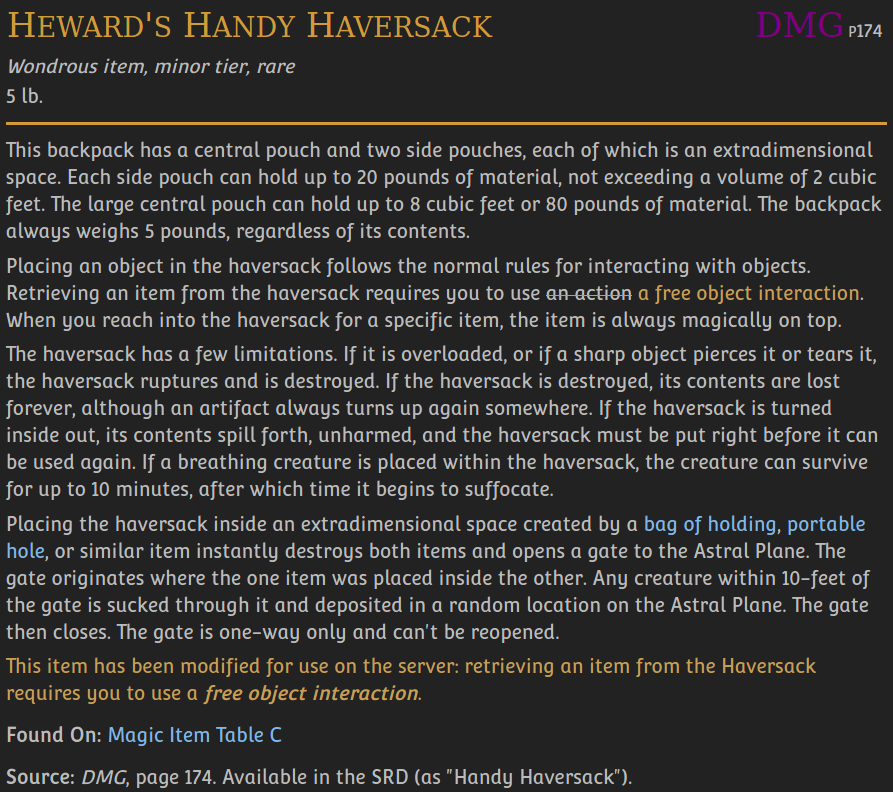 Heward's Handy Haversack DMG P174
Wondrous item, minor tier, rare
5 lb.
This backpack has a central pouch and two side pouches, each of which is an extradimensional
space. Each side pouch can hold up to 20 pounds of material, not exceeding a volume of 2 cubic
feet. The large central pouch can hold up to 8 cubic feet or 80 pounds of material. The backpack
always weighs 5 pounds, regardless of its contents.
Placing an object in the haversack follows the normal rules for interacting with objects.
Retrieving an item from the haversack requires you to use an action a free object interaction.
When you reach into the haversack for a specific item, the item is always magically on top.
The haversack has a few limitations. If it is overloaded, or if a sharp object pierces it or tears it,
the haversack ruptures and is destroyed. If the haversack is destroyed, its contents are lost
forever, although an artifact always turns up again somewhere. If the haversack is turned
inside out, its contents spill forth, unharmed, and the haversack must be put right before it can
be used again. If a breathing creature is placed within the haversack, the creature can survive
for up to 10 minutes, after which time it begins to suffocate.
Placing the haversack inside an extradimensional space created by a bag of holding, portable
hole, or similar item instantly destroys both items and opens a gate to the Astral Plane. The
gate originates where the one item was placed inside the other. Any creature within 10-feet of
the gate is sucked through it and deposited in a random location on the Astral Plane. The gate
then closes. The gate is one-way only and can't be reopened.
This item has been modified for use on the server: retrieving an item from the Haversack
requires you to use a free object interaction.
Found On: Magic Item Table C
Source: DMG, page 174. Available in the SRD (as "Handy Haversack").